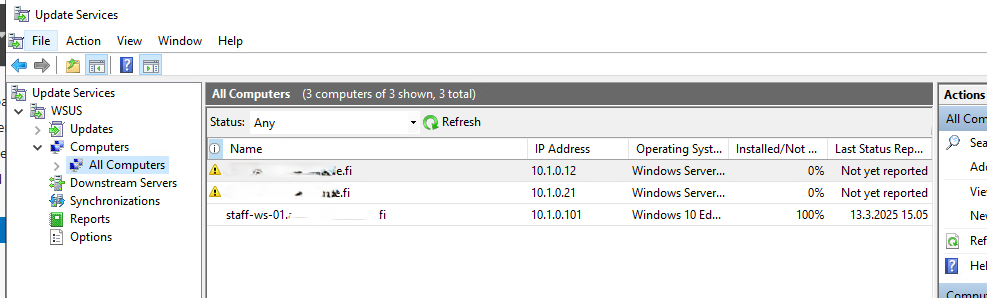 Update Services
File Action View Window Help
Update Services
WSUS
Updates
Computers
All Computers
Downstream Servers
Synchronizations
Reports
Options
All Computers (3 computers of 3 shown, 3 total)
Status: Any Refresh
Name IP Address Operating Syst... Installed/Not ... Last Status Rep...
e.fi 10.1.0.12 Windows Server... 0% Not yet reported
.fi 10.1.0.21 Windows Server... 0% Not yet reported
staff-ws-01. fi 10.1.0.101 Windows 10 Ed... 100% 13.3.2025 15.05
Actions
All Com
Sea
Add
Vie
Ne
Ref
Hel
Compu